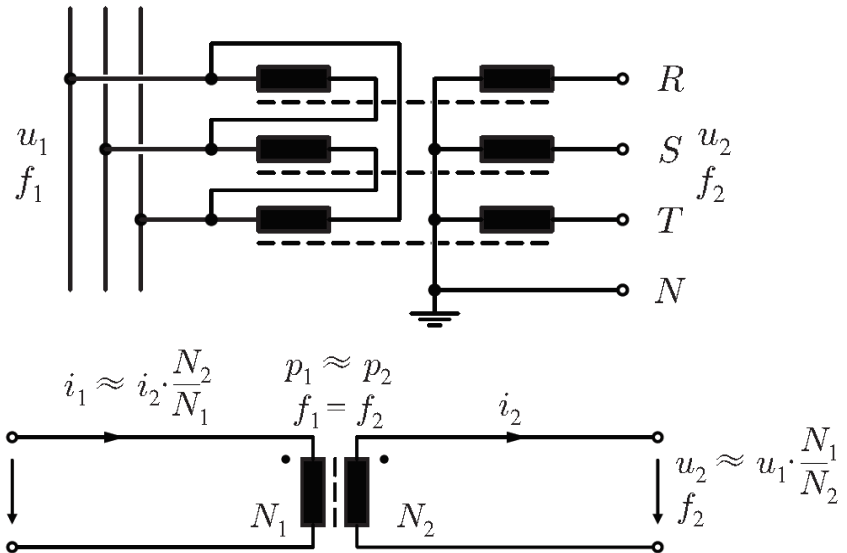 R
u₁ S u₂
f₁ f₂
T
N
i₁ ≈ i₂·N₂/N₁ p₁ ≈ p₂
f₁ = f₂ i₂
u₂ ≈ u₁·N₁/N₂
N₁ N₂ f₂